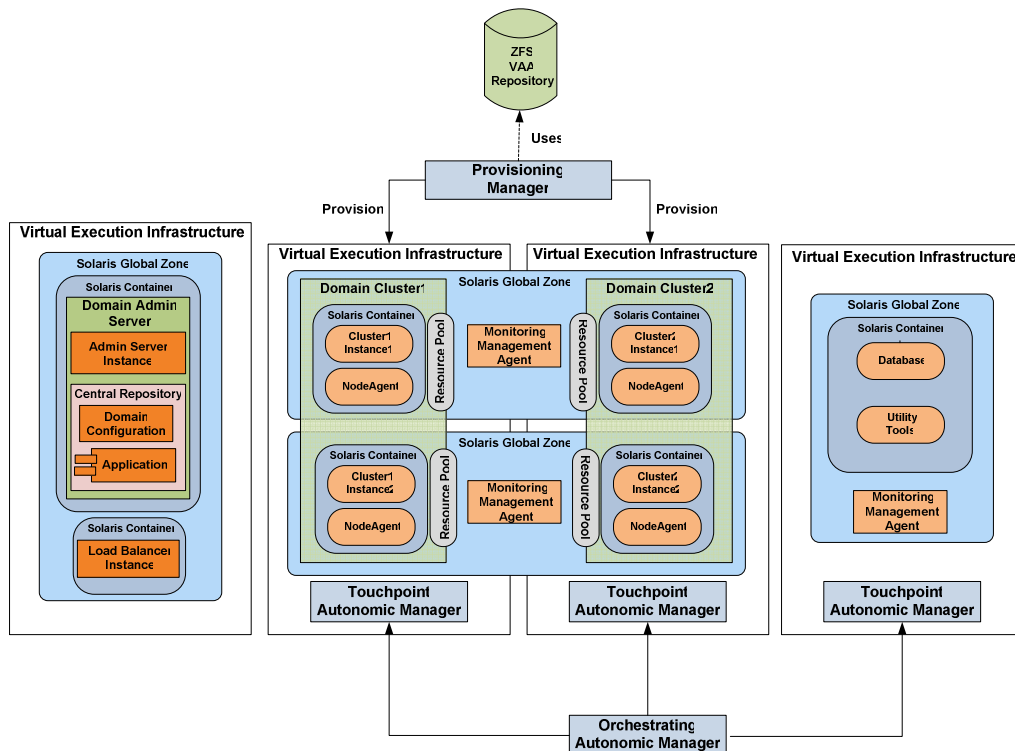 ZFS
VAA
Repository
Uses
Provisioning
Manager
Provision
Provision
Virtual Execution Infrastructure
Solaris Global Zone
Solaris Container
Domain Admin
Server
Admin Server
Instance
Central Repository
Domain
Configuration
Application
Solaris Container
Load Balancer
Instance
Virtual Execution Infrastructure
Virtual Execution Infrastructure
Solaris Global Zone
Domain Cluster1
Solaris Container
Cluster1
Instance1
NodeAgent
Resource Pool
Monitoring
Management
Agent
Resource Pool
Domain Cluster2
Solaris Container
Cluster2
Instance1
NodeAgent
Solaris Global Zone
Solaris Container
Cluster1
Instance2
NodeAgent
Resource Pool
Monitoring
Management
Agent
Resource Pool
Solaris Container
Cluster2
Instance2
NodeAgent
Touchpoint
Autonomic Manager
Touchpoint
Autonomic Manager
Virtual Execution Infrastructure
Solaris Global Zone
Solaris Container
Database
Utility
Tools
Monitoring
Management
Agent
Touchpoint
Autonomic Manager
Orchestrating
Autonomic Manager